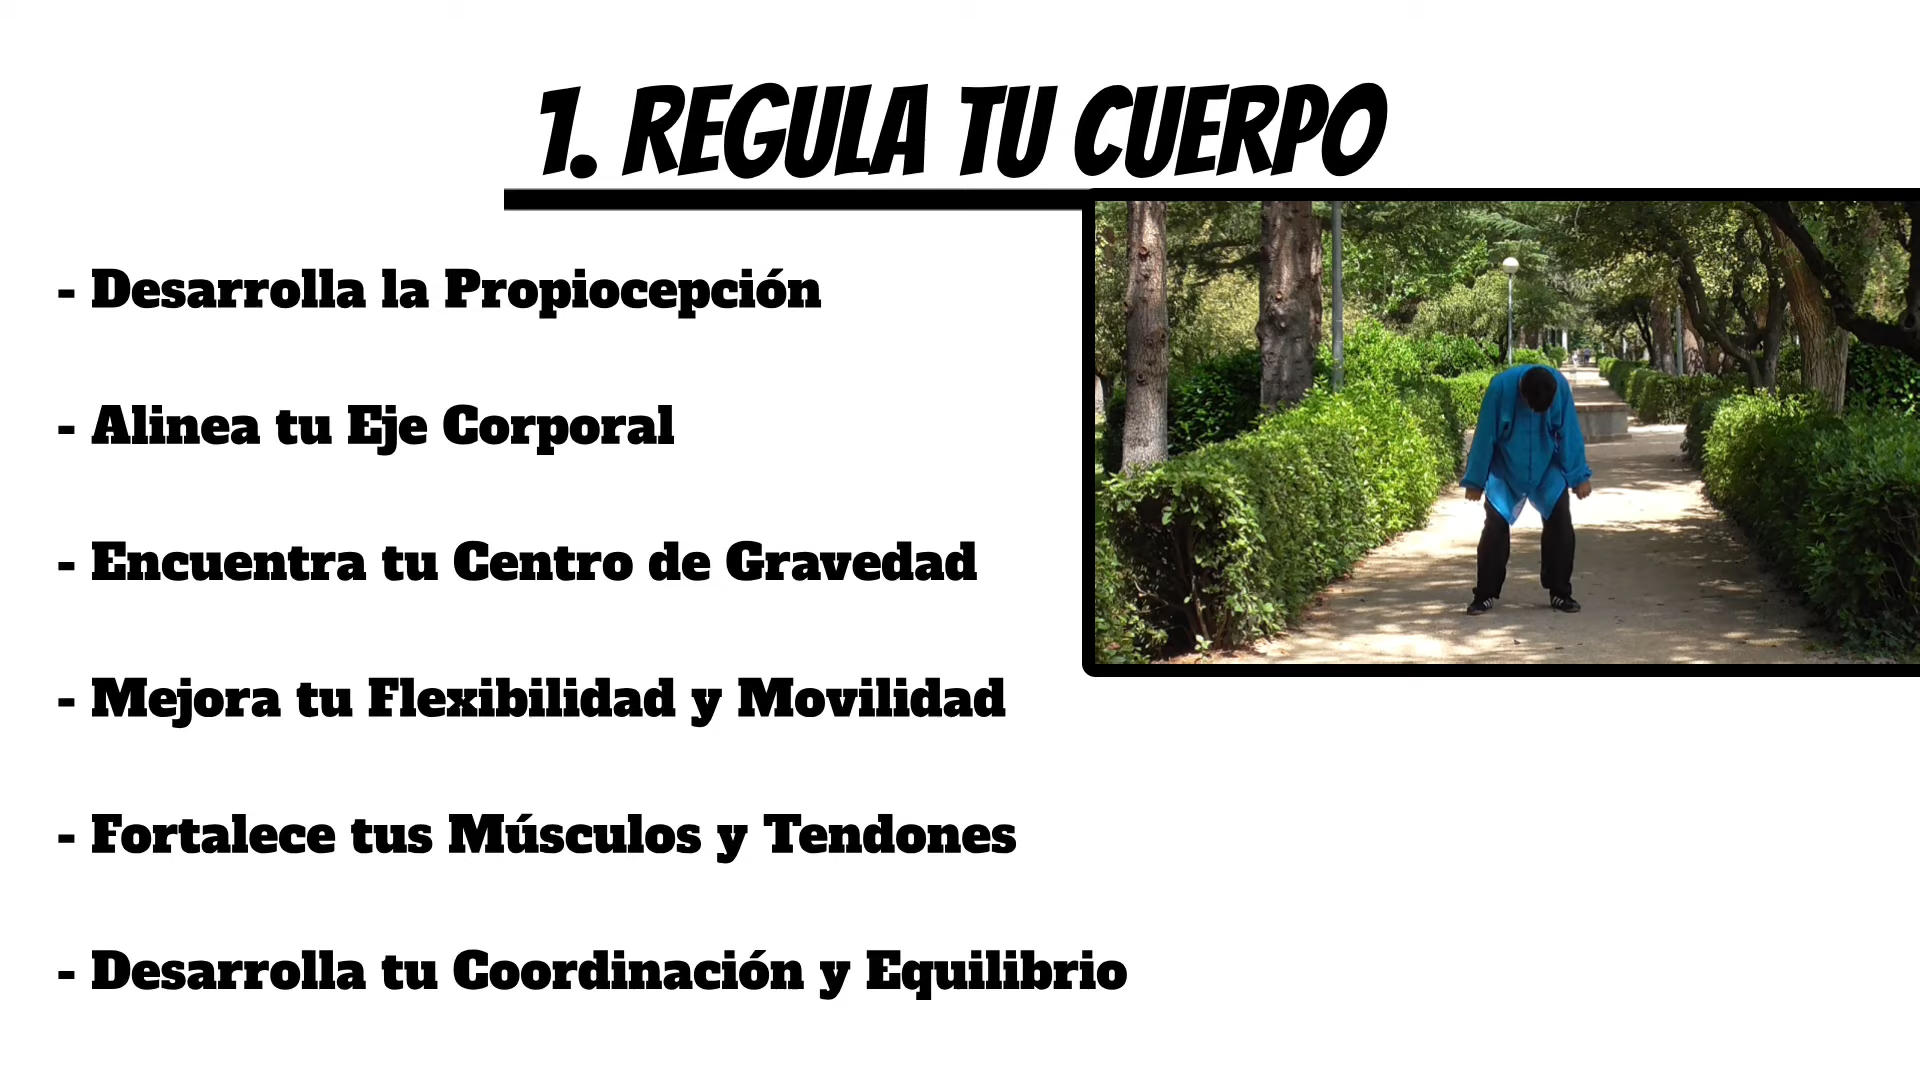 1. REGULA TU CUERPO
- Desarrolla la Propiocepción
- Alinea tu Eje Corporal
- Encuentra tu Centro de Gravedad
- Mejora tu Flexibilidad y Movilidad
- Fortalece tus Músculos y Tendones
- Desarrolla tu Coordinación y Equilibrio